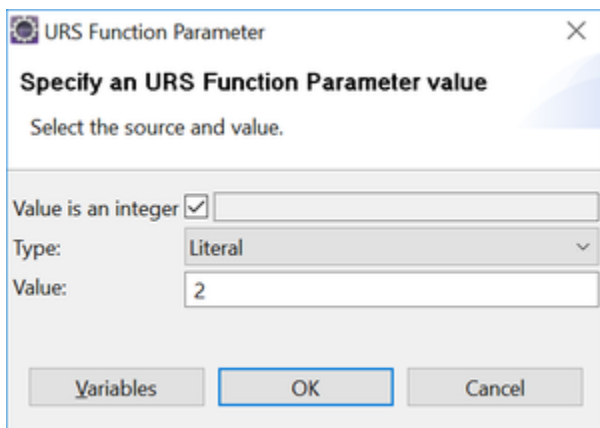 URS Function Parameter
Specify an URS Function Parameter value
Select the source and value.
Value is an integer
Type: Literal
Value: 2
Variables OK Cancel